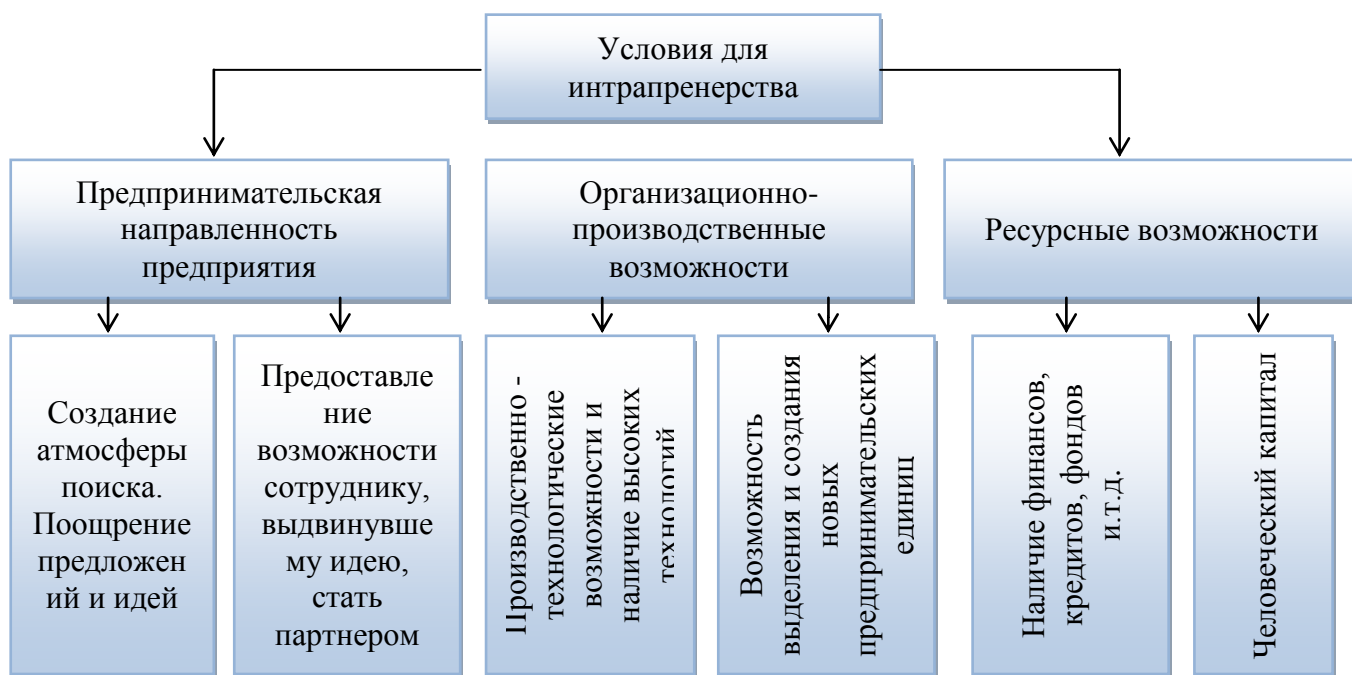 Условия для
интрапренерства
Предпринимательская
направленность
предприятия
Организационно-
производственные
возможности
Ресурсные возможности
Создание
атмосферы
поиска.
Поощрение
предложен
ий и идей
Предоставле
ние
возможности
сотруднику,
выдвинувше
му идею,
стать
партнером
Производственно -
технологические
возможности и
наличие высоких
технологий
Возможность
выделения и создания
новых
предпринимательских
единиц
Наличие финансов,
кредитов, фондов
и.т.д.
Человеческий капитал